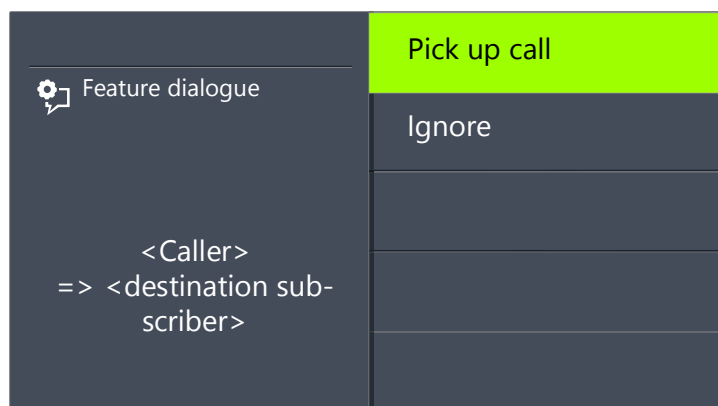 Feature dialogue
<Caller>
=> <destination sub-
scriber>
Pick up call
Ignore